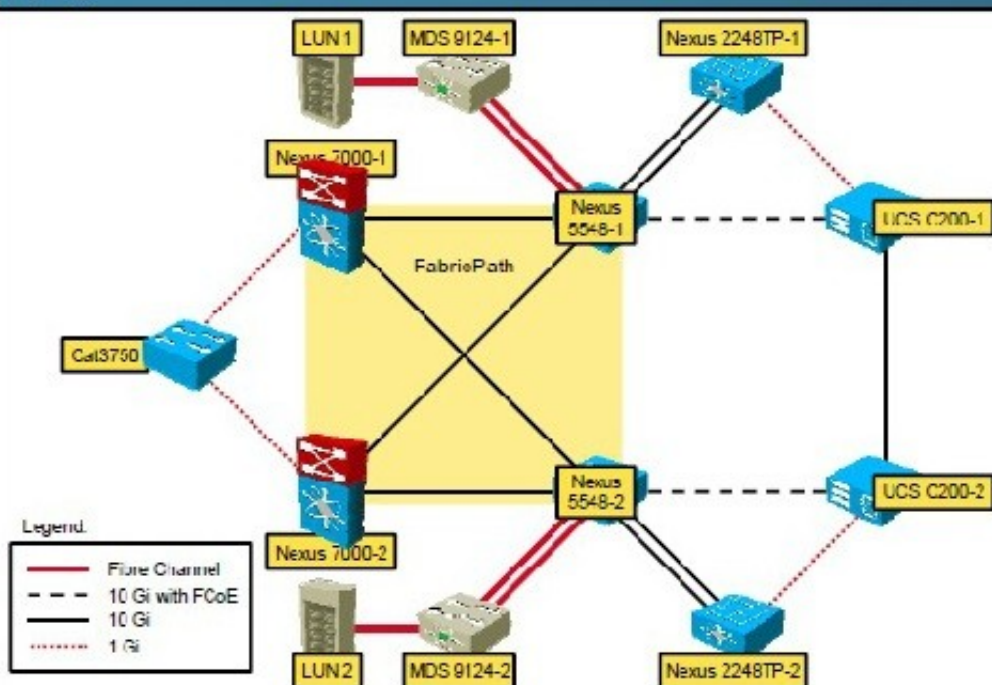 LUN 1
MDS 9124-1
Nexus 2248TP-1
Nexus 7000-1
Nexus
5548-1
UCS C200-1
FabricPath
Cat3750
Nexus
5548-2
UCS C200-2
Legend:
Nexus 7000-2
Fibre Channel
10 Gi with FCoE
10 Gi
1 Gi
LUN 2
MDS 9124-2
Nexus 2248TP-2